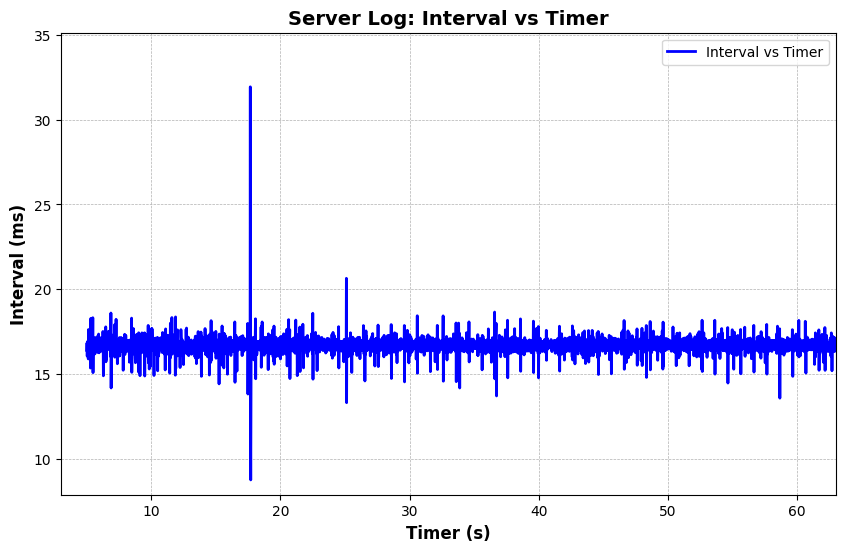 Server Log: Interval vs Timer
Interval vs Timer
35
30
25
20
15
10
Interval (ms)
10 20 30 40 50 60
Timer (s)